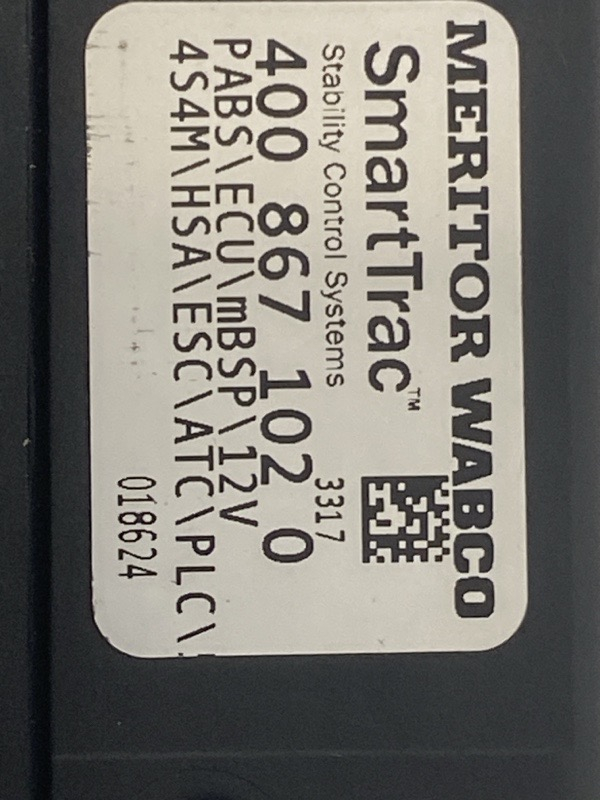 MERITOR WABCO
SmartTrac™
Stability Control Systems 3317
400 867 102 0
PABS\ECU\mBSP\12V
4S4M\HSA\ESC\ATC\PLC\
018624